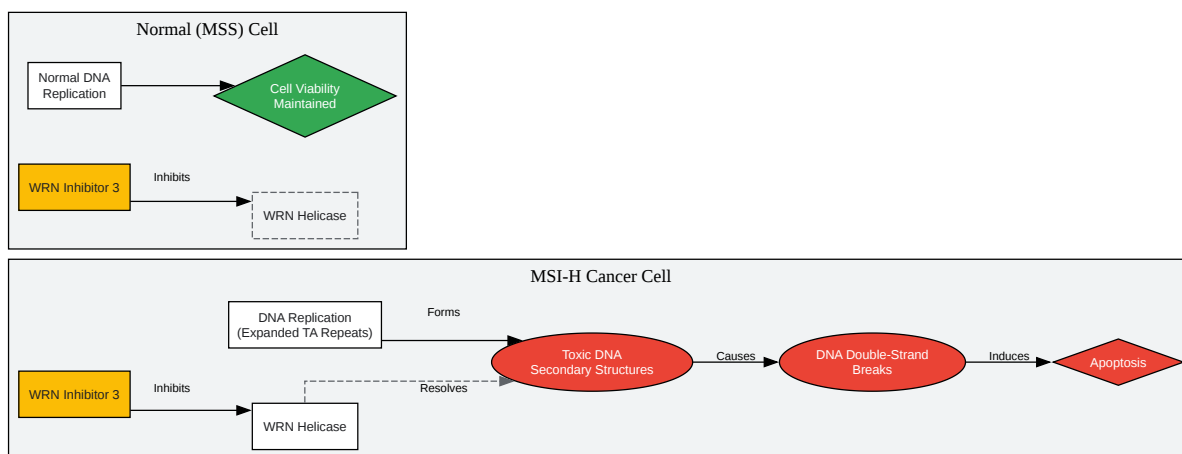 Normal (MSS) Cell
Normal DNA
Replication
Cell Viability
Maintained
WRN Inhibitor 3
Inhibits
WRN Helicase
MSI-H Cancer Cell
DNA Replication
(Expanded TA Repeats)
Forms
Toxic DNA
Secondary Structures
Causes
DNA Double-Strand
Breaks
Induces
Apoptosis
WRN Inhibitor 3
Inhibits
Resolves
WRN Helicase